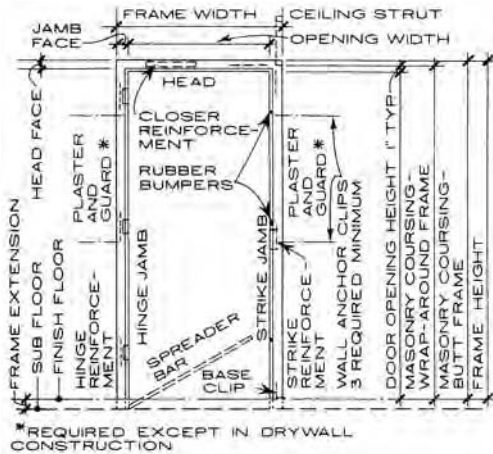 FRAME WIDTH
CEILING STRUT
JAMB
FACE
OPENING WIDTH
HEAD
CLOSER
REINFORCE-
MENT
RUBBER
BUMPERS
HEAD FACE
PLASTER
AND
GUARD*
HINGE JAMB
STRIKE JAMB
PLASTER
AND
GUARD*
WALL ANCHOR CLIPS
3 REQUIRED MINIMUM
DOOR OPENING HEIGHT 1" TYP.
MASONRY COURSING-
WRAP-AROUND FRAME
MASONRY COURSING-
BUTT FRAME
FRAME HEIGHT
FRAME EXTENSION
SUB FLOOR
FINISH FLOOR
HINGE
REINFORCE-
MENT
SPREADER
BAR
BASE
CLIP
STRIKE
REINFORCE-
MENT
*REQUIRED EXCEPT IN DRYWALL
CONSTRUCTION